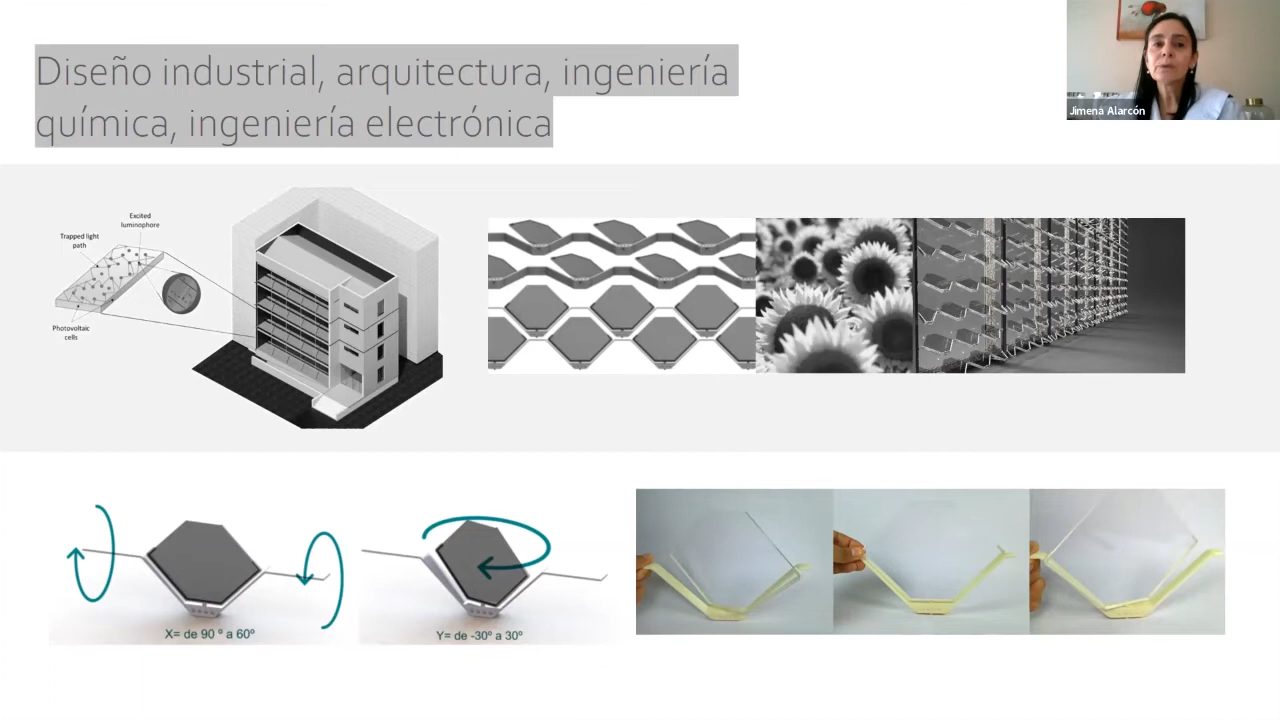 Diseño industrial, arquitectura, ingeniería
química, ingeniería electrónica
Jimena Alarcón
Excited
luminophore
Trapped light
path
Photovoltaic
cells
X= de 90 º a 60º
Y= de -30º a 30º